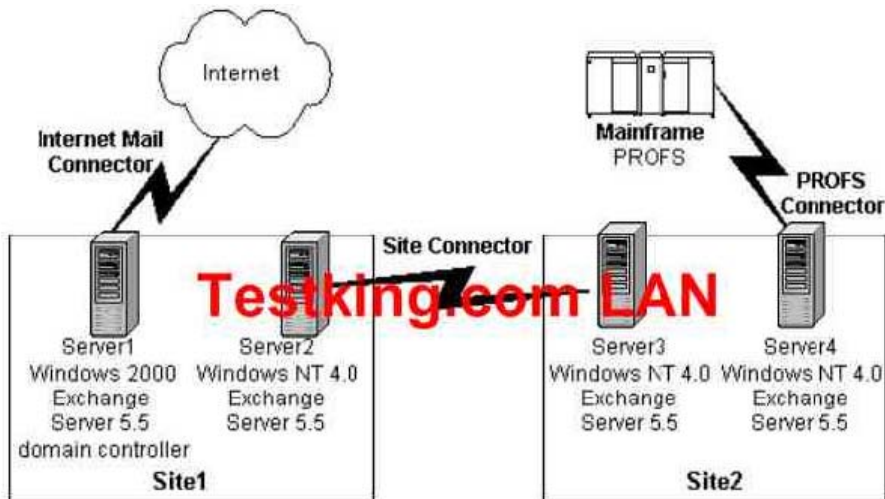 Internet
Internet Mail
Connector
Mainframe
PROFS
PROFS
Connector
Site Connector
Testking.com LAN
Server1
Windows 2000
Exchange
Server 5.5
domain controller
Server2
Windows NT 4.0
Exchange
Server 5.5
Server3
Windows NT 4.0
Exchange
Server 5.5
Server4
Windows NT 4.0
Exchange
Server 5.5
Site1
Site2